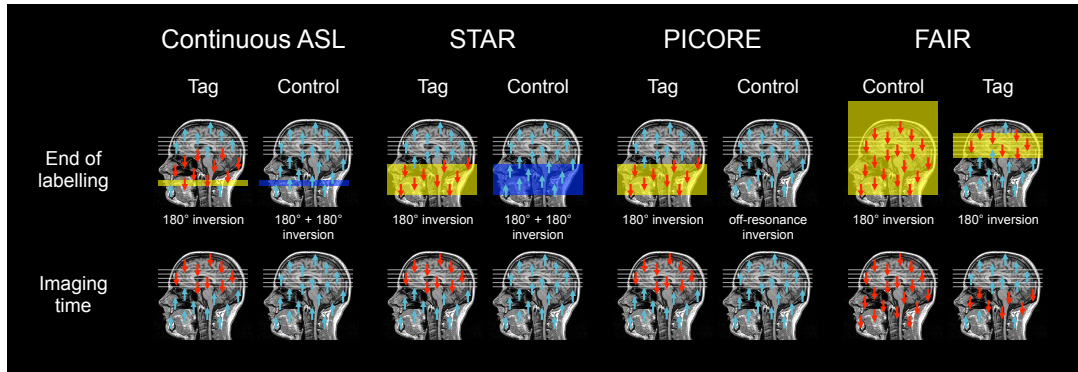 Continuous ASL STAR PICORE FAIR
Tag Control Tag Control Tag Control Control Tag
End of
labelling
180° inversion 180° + 180° inversion 180° inversion 180° + 180° inversion 180° inversion off-resonance inversion 180° inversion 180° inversion
Imaging
time